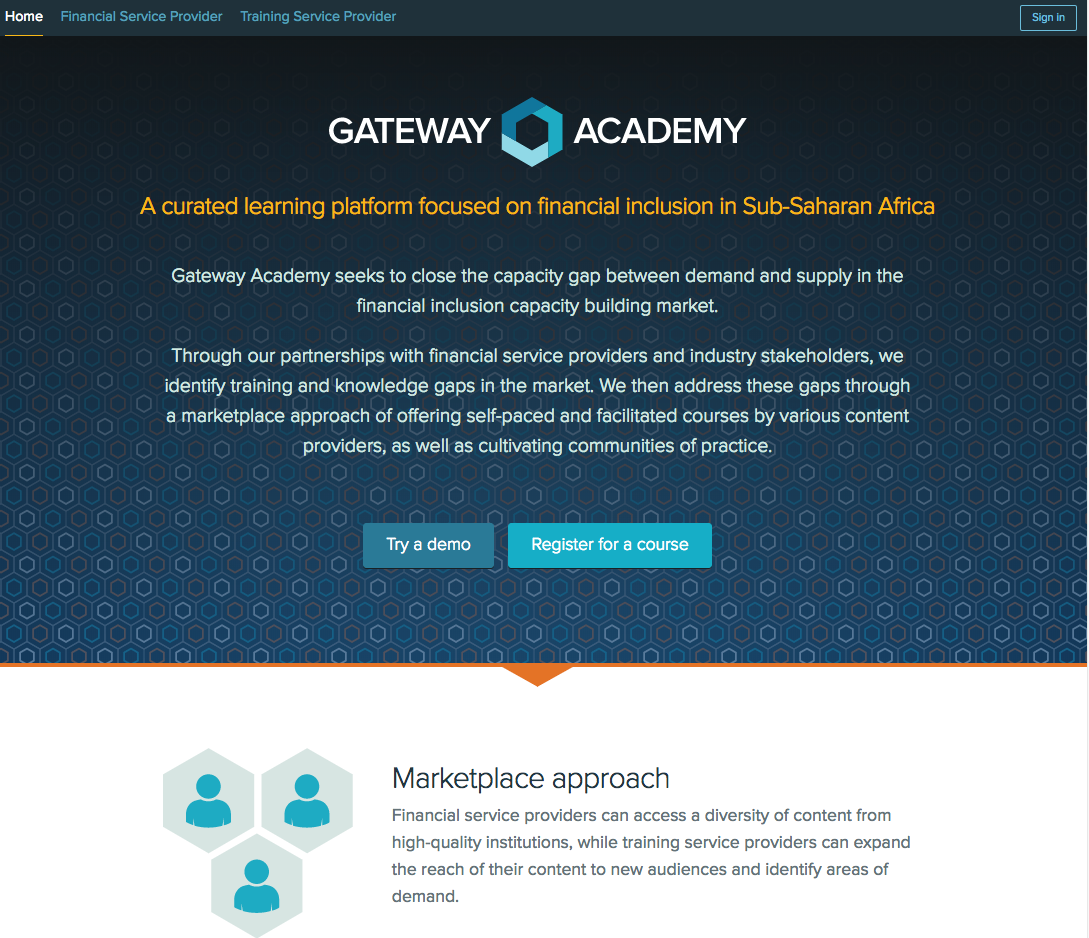 Home Financial Service Provider Training Service Provider Sign in
GATEWAY ACADEMY
A curated learning platform focused on financial inclusion in Sub-Saharan Africa
Gateway Academy seeks to close the capacity gap between demand and supply in the
financial inclusion capacity building market.
Through our partnerships with financial service providers and industry stakeholders, we
identify training and knowledge gaps in the market. We then address these gaps through
a marketplace approach of offering self-paced and facilitated courses by various content
providers, as well as cultivating communities of practice.
Try a demo Register for a course
Marketplace approach
Financial service providers can access a diversity of content from
high-quality institutions, while training service providers can expand
the reach of their content to new audiences and identify areas of
demand.